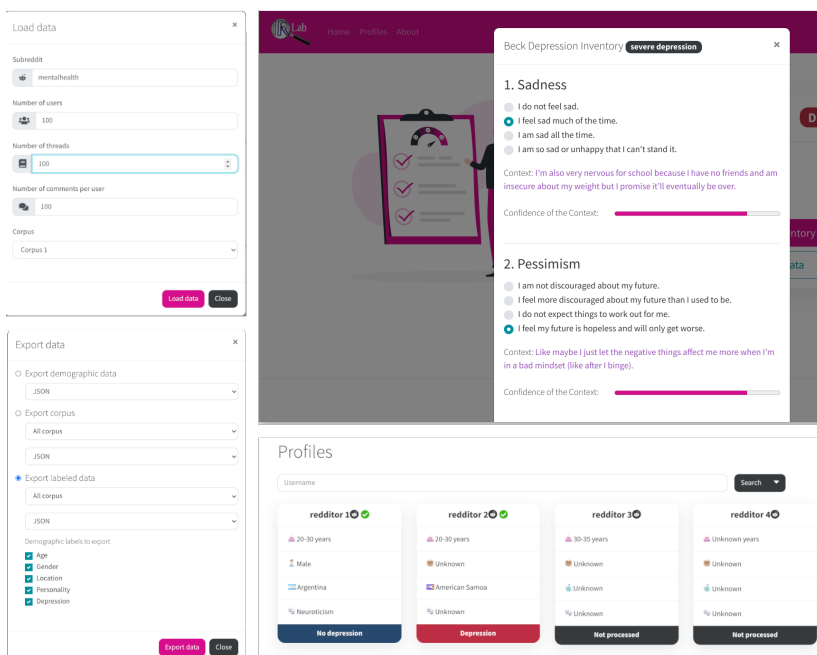 Load data
×
Subreddit
mentalhealth
Number of users
100
Number of threads
100
Number of comments per user
100
Corpus
Corpus 1
Load data
Close
Export data
×
Export demographic data
JSON
Export corpus
All corpus
JSON
Export labeled data
All corpus
JSON
Demographic labels to export
Age
Gender
Location
Personality
Depression
Export data
Close
Lab
Home Profiles About
Beck Depression Inventory severe depression
×
1. Sadness
I do not feel sad.
I feel sad much of the time.
I am sad all the time.
I am so sad or unhappy that I can't stand it.
Context: I'm also very nervous for school because I have no friends and am
insecure about my weight but I promise it'll eventually be over.
Confidence of the Context:
2. Pessimism
I am not discouraged about my future.
I feel more discouraged about my future than I used to be.
I do not expect things to work out for me.
I feel my future is hopeless and will only get worse.
Context: Like maybe I just let the negative things affect me more when I'm
in a bad mindset (like after I binge).
Confidence of the Context:
D
ntory
ata
Profiles
Username
Search
redditor 1
20-30 years
Male
Argentina
Neuroticism
No depression
redditor 2
20-30 years
Unknown
American Samoa
Unknown
Depression
redditor 3
30-35 years
Unknown
Unknown
Unknown
Not processed
redditor 4
Unknown years
Unknown
Unknown
Unknown
Not processed